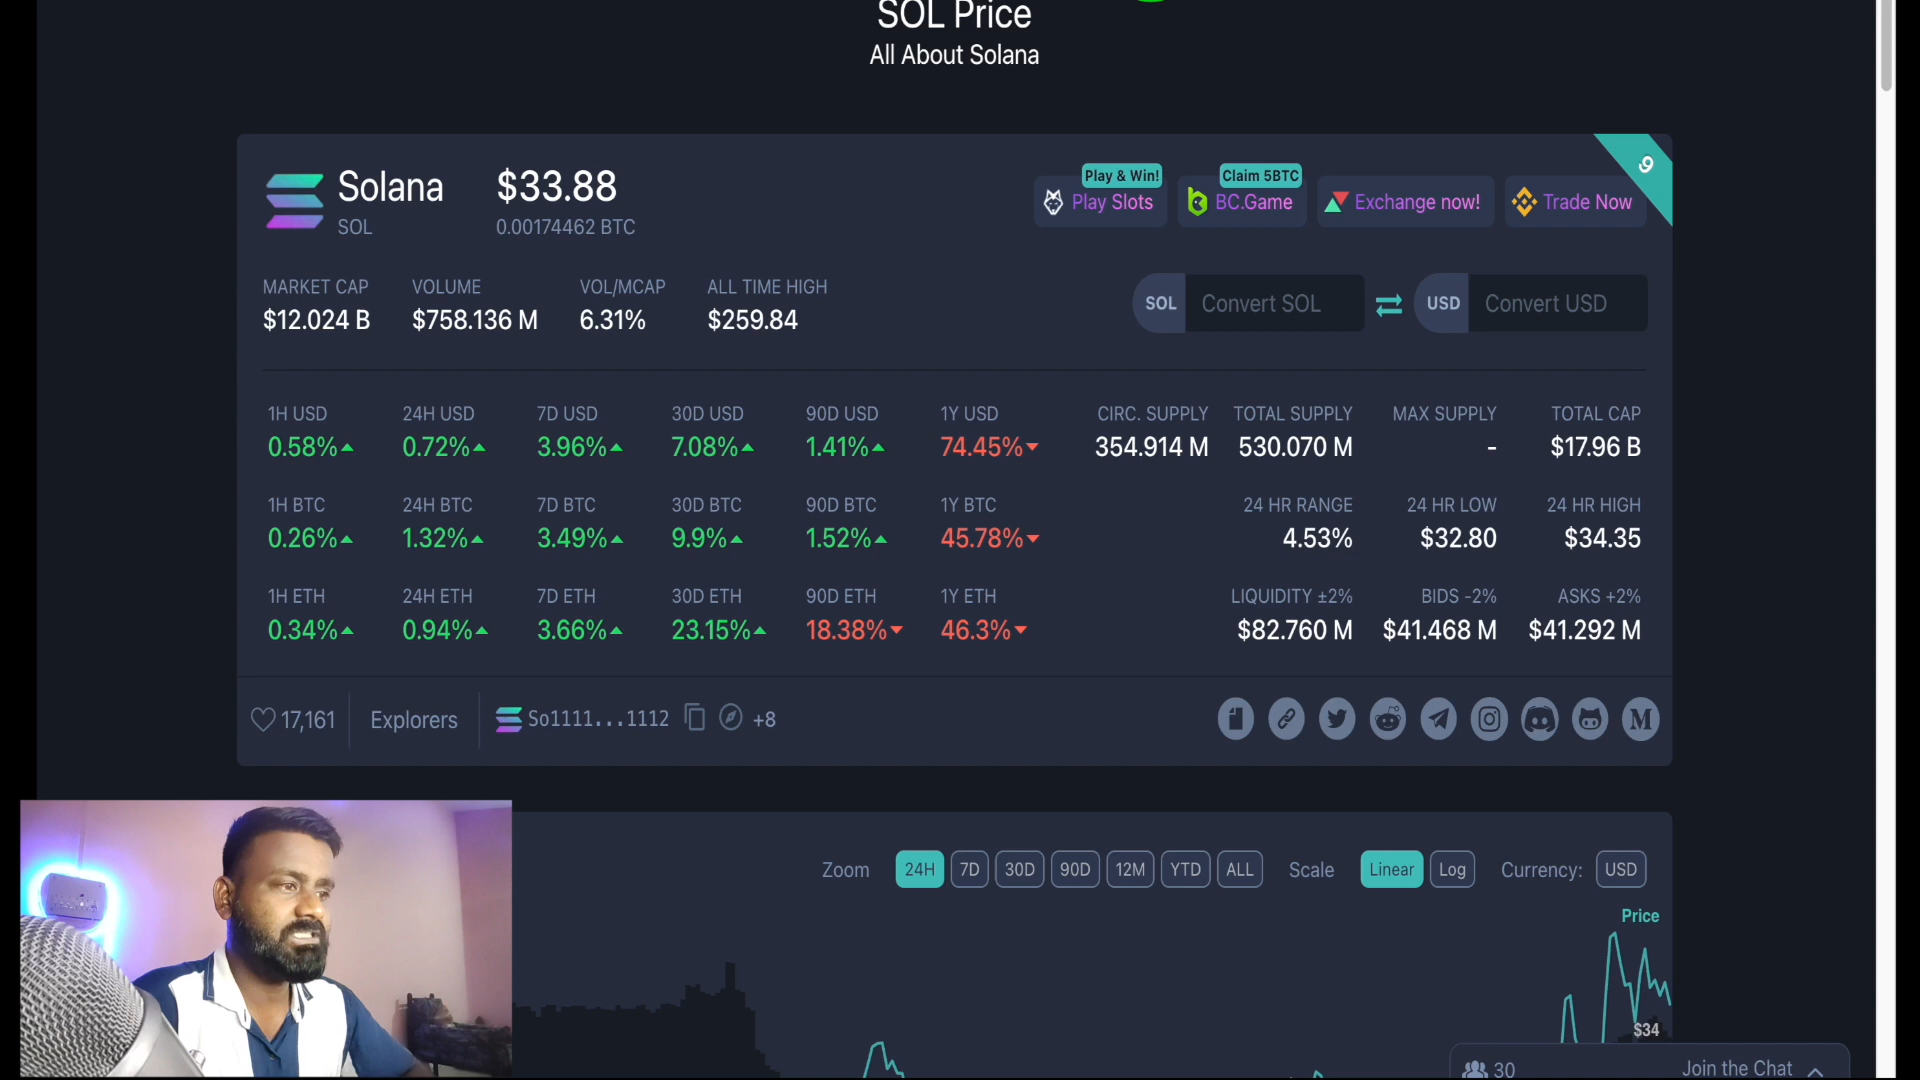 SOL Price
All About Solana
9
Solana
SOL
$33.88
0.00174462 BTC
Play & Win!
Play Slots
Claim 5BTC
BC.Game
Exchange now!
Trade Now
MARKET CAP
$12.024 B
VOLUME
$758.136 M
VOL/MCAP
6.31%
ALL TIME HIGH
$259.84
SOL
Convert SOL
USD
Convert USD
1H USD 24H USD 7D USD 30D USD 90D USD 1Y USD CIRC. SUPPLY TOTAL SUPPLY MAX SUPPLY TOTAL CAP
0.58% 0.72% 3.96% 7.08% 1.41% 74.45% 354.914 M 530.070 M - $17.96 B
1H BTC 24H BTC 7D BTC 30D BTC 90D BTC 1Y BTC 24 HR RANGE 24 HR LOW 24 HR HIGH
0.26% 1.32% 3.49% 9.9% 1.52% 45.78% 4.53% $32.80 $34.35
1H ETH 24H ETH 7D ETH 30D ETH 90D ETH 1Y ETH LIQUIDITY ±2% BIDS -2% ASKS +2%
0.34% 0.94% 3.66% 23.15% 18.38% 46.3% $82.760 M $41.468 M $41.292 M
17,161 Explorers So1111...1112 +8 M
Zoom 24H 7D 30D 90D 12M YTD ALL Scale Linear Log Currency: USD
Price
$34
30 Join the Chat